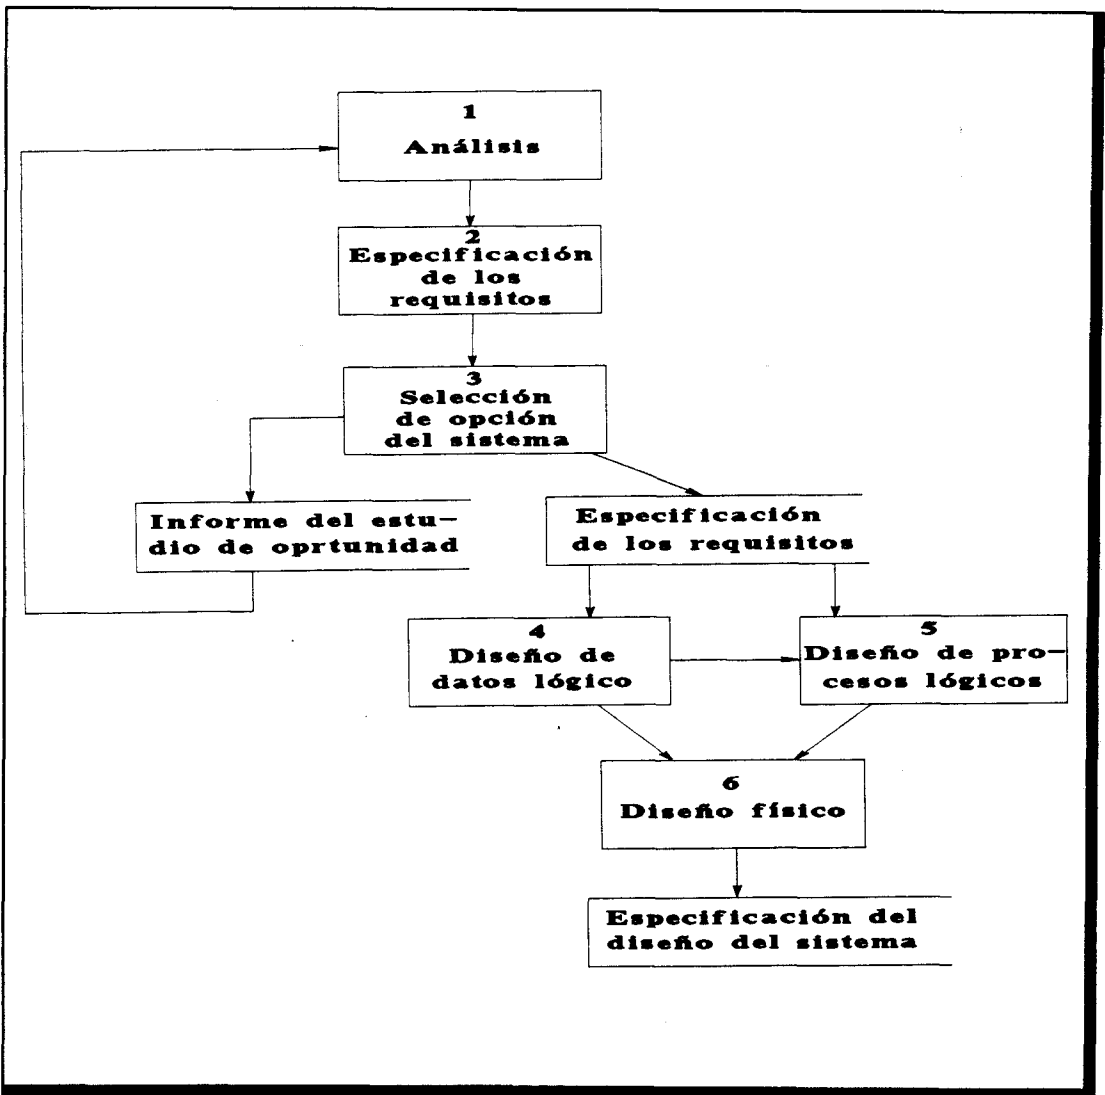 1
Análisis
2
Especificación
de los
requisitos
3
Selección
de opción
del sistema
Informe del estu-
dio de oprtunidad
Especificación
de los requisitos
4
Diseño de
datos lógico
5
Diseño de pro-
cesos lógicos
6
Diseño físico
Especificación del
diseño del sistema